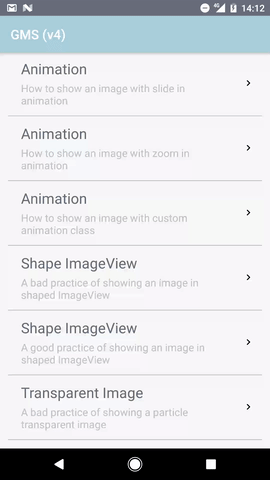 14:12
GMS (v4)
Animation
How to show an image with slide in
animation
Animation
How to show an image with zoom in
animation
Animation
How to show an image with custom
animation class
Shape ImageView
A bad practice of showing an image in
shaped ImageView
Shape ImageView
A good practice of showing an image in
shaped ImageView
Transparent Image
A bad practice of showing a particle
transparent image